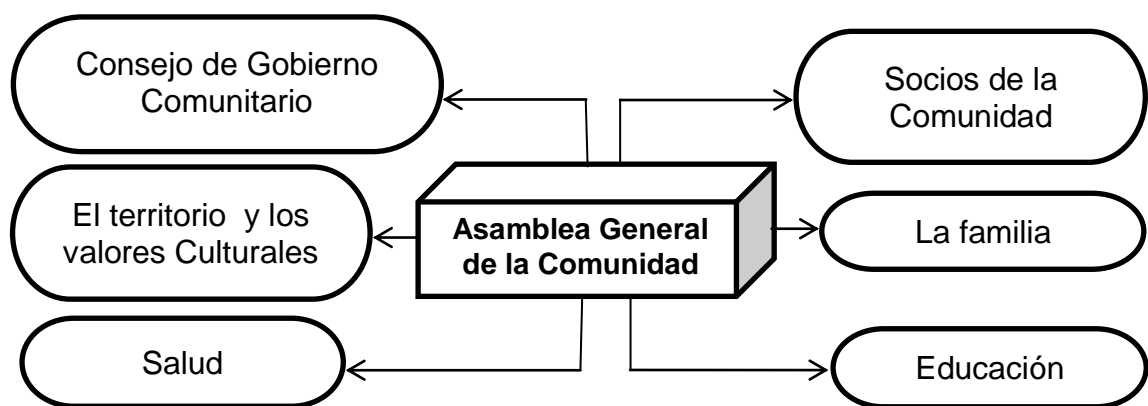 Consejo de Gobierno
Comunitario
Socios de la
Comunidad
El territorio y los
valores Culturales
Asamblea General
de la Comunidad
La familia
Salud
Educación